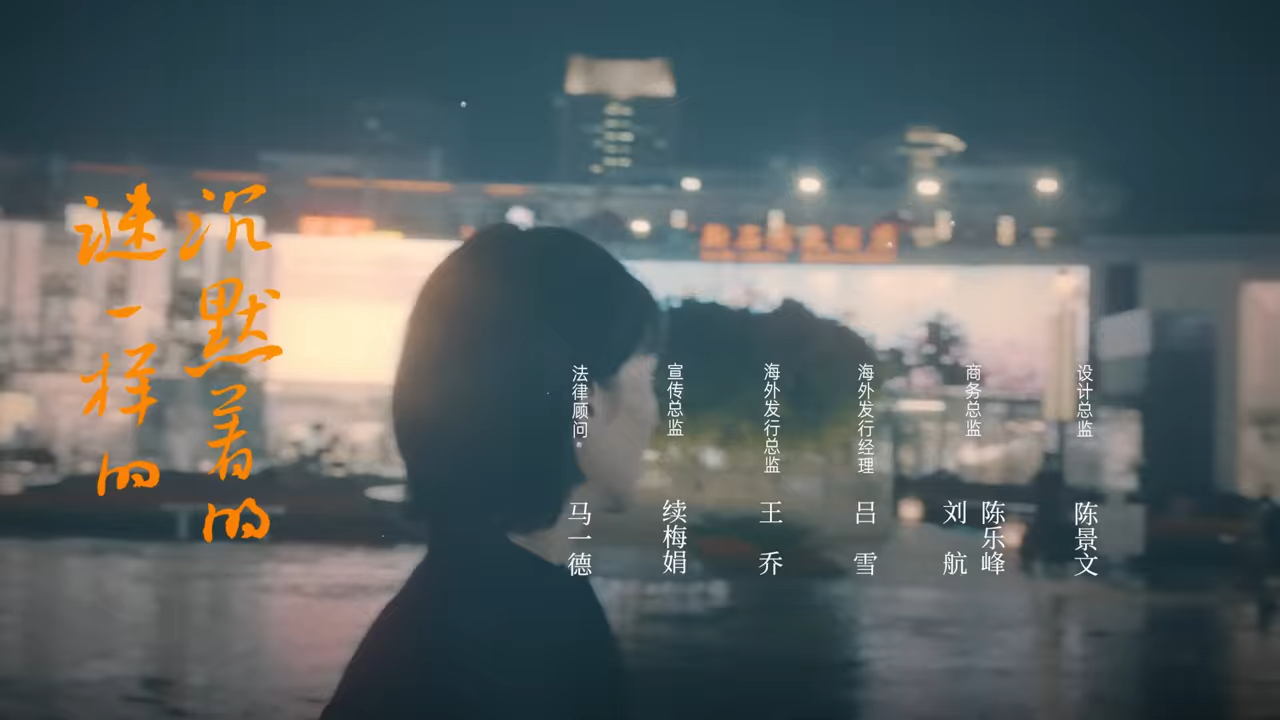 沉默着的
谜一样的
设计总监
陈景文
商务总监
陈乐峰
刘航
海外发行经理
吕雪
海外发行总监
王乔
宣传总监
续梅娟
法律顾问
马一德